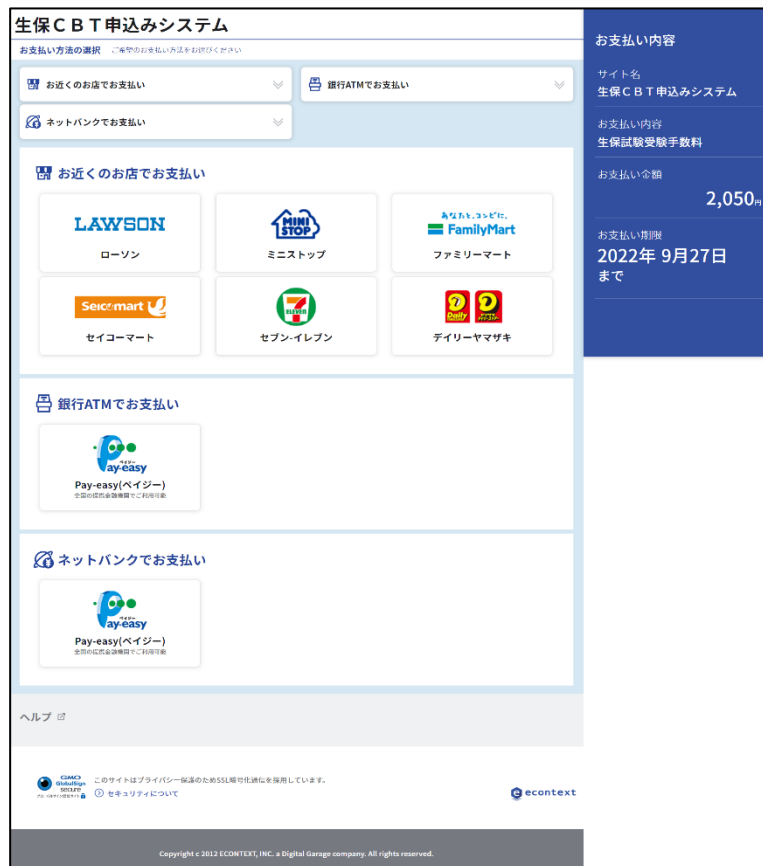 生保ＣＢＴ申込みシステム
お支払い方法の選択 ご希望のお支払い方法をお選びください
お近くのお店でお支払い
銀行ATMでお支払い
ネットバンクでお支払い
お近くのお店でお支払い
LAWSON
ローソン
MINI STOP
ミニストップ
あなたと、コンビに、
FamilyMart
ファミリーマート
Seicomart
セイコーマート
7 ELEVEN
セブン-イレブン
Daily
デイリーヤマザキ
銀行ATMでお支払い
ペイジー
Pay-easy
Pay-easy(ペイジー)
全国の提携金融機関でご利用可能
ネットバンクでお支払い
ペイジー
Pay-easy
Pay-easy(ペイジー)
全国の提携金融機関でご利用可能
ヘルプ
GMO
GlobalSign
secure
このサイトはプライバシー保護のためSSL暗号化通信を採用しています。
セキュリティについて
econtext
Copyright c 2012 ECONTEXT, INC. a Digital Garage company. All rights reserved.
お支払い内容
サイト名
生保ＣＢＴ申込みシステム
お支払い内容
生保試験受験手数料
お支払い金額
2,050円
お支払い期限
2022年 9月27日
まで